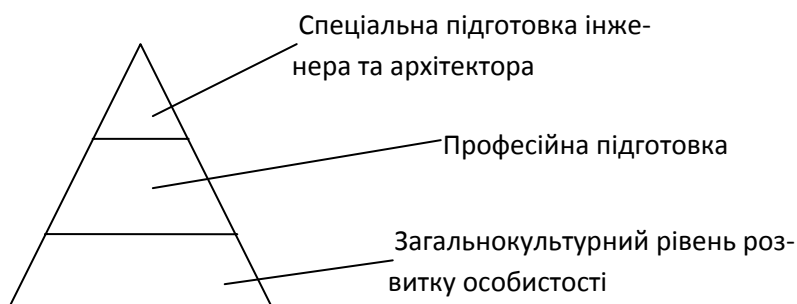 Спеціальна підготовка інже-
нера та архітектора
Професійна підготовка
Загальнокультурний рівень роз-
витку особистості